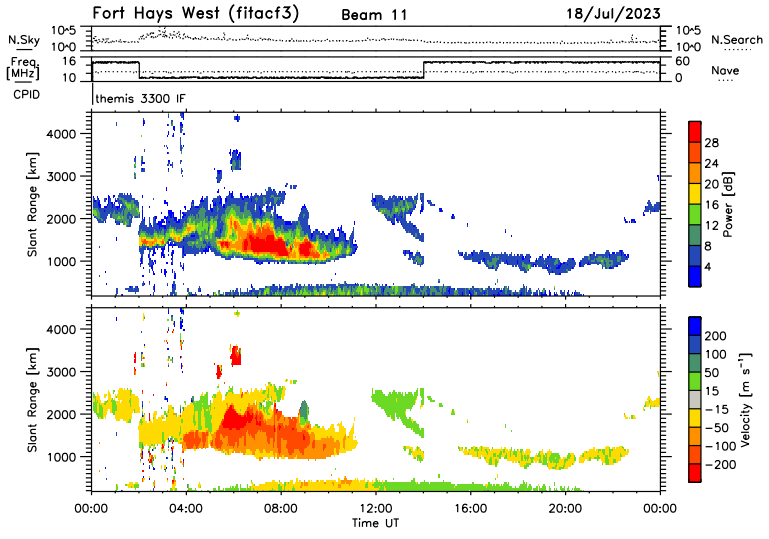 Fort Hays West (fitacf3) Beam 11 18/Jul/2023
N.Sky 10^5 10^0 10^5 10^0 N.Search
Freq. [MHz] 16 10 60 0 Nave
CPID themis 3300 IF
Slant Range [km] 4000 3000 2000 1000
28 24 20 16 12 8 4 Power [dB]
Slant Range [km] 4000 3000 2000 1000
200 100 50 15 −15 −50 −100 −200 Velocity [m s⁻¹]
00:00 04:00 08:00 12:00 16:00 20:00 00:00
Time UT